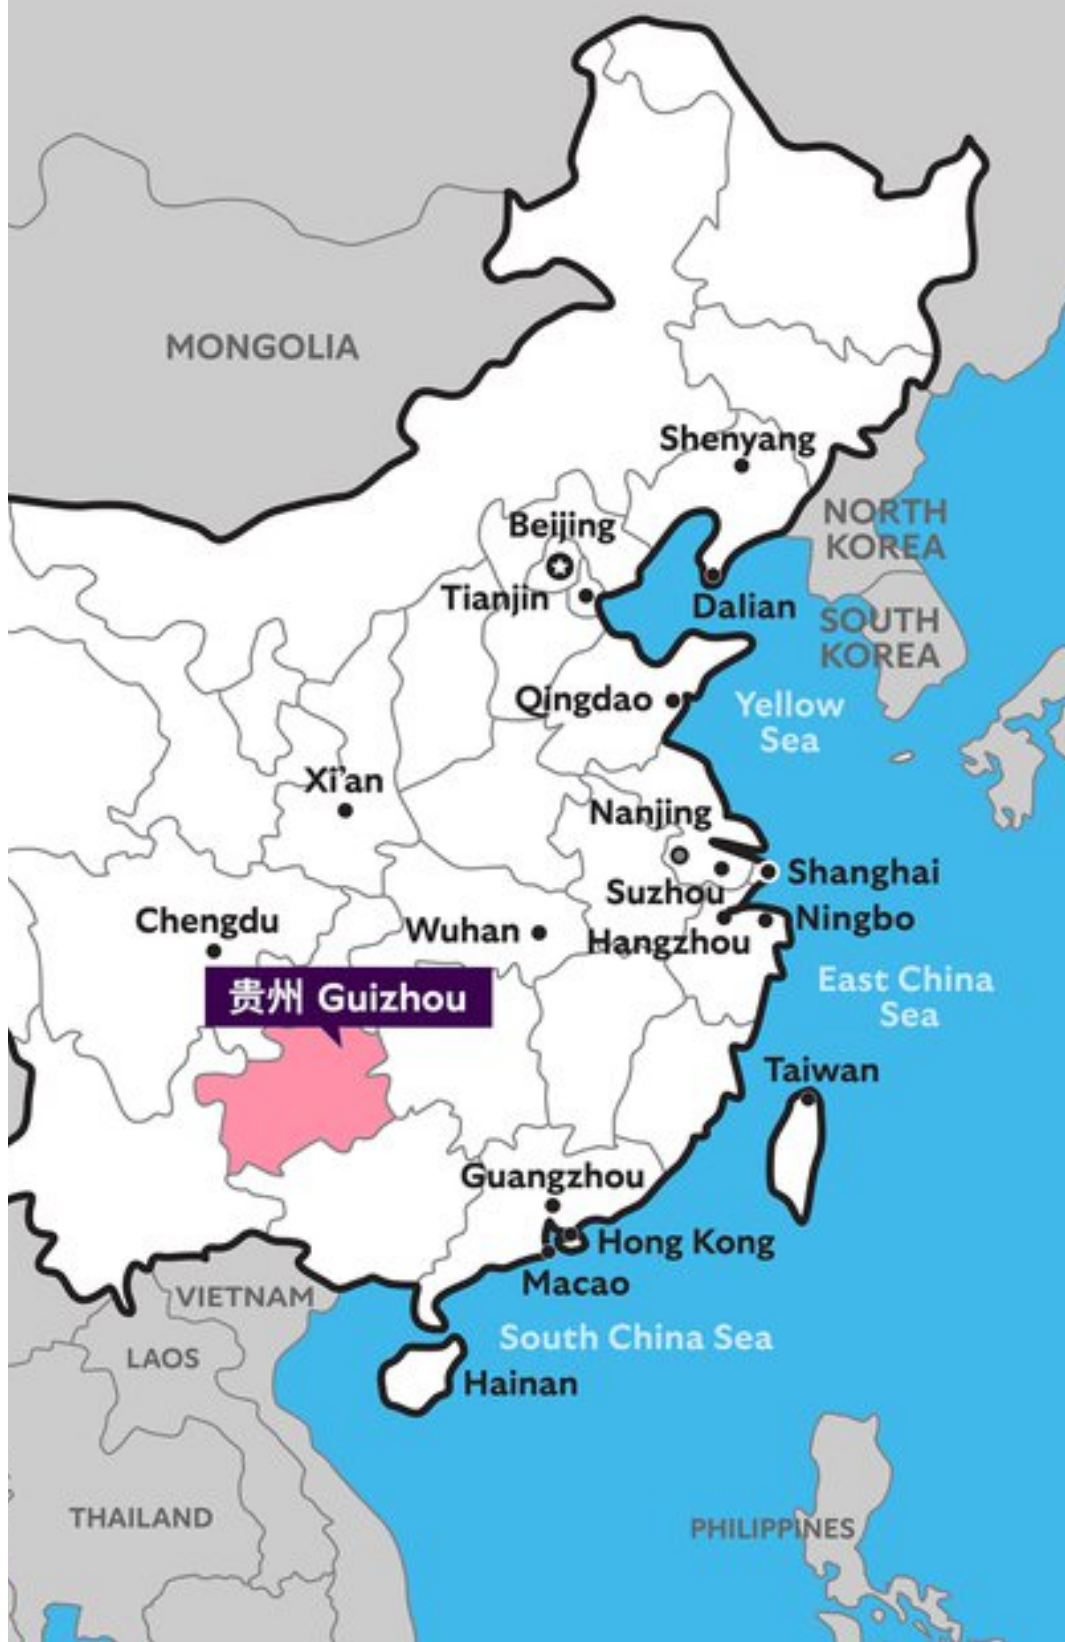 MONGOLIA
Shenyang
NORTH
KOREA
Beijing
Tianjin
Dalian
SOUTH
KOREA
Qingdao
Yellow
Sea
Xi'an
Nanjing
Shanghai
Suzhou
Chengdu
Wuhan
Ningbo
Hangzhou
贵州 Guizhou
East China
Sea
Taiwan
Guangzhou
Hong Kong
Macao
VIETNAM
South China Sea
LAOS
Hainan
THAILAND
PHILIPPINES